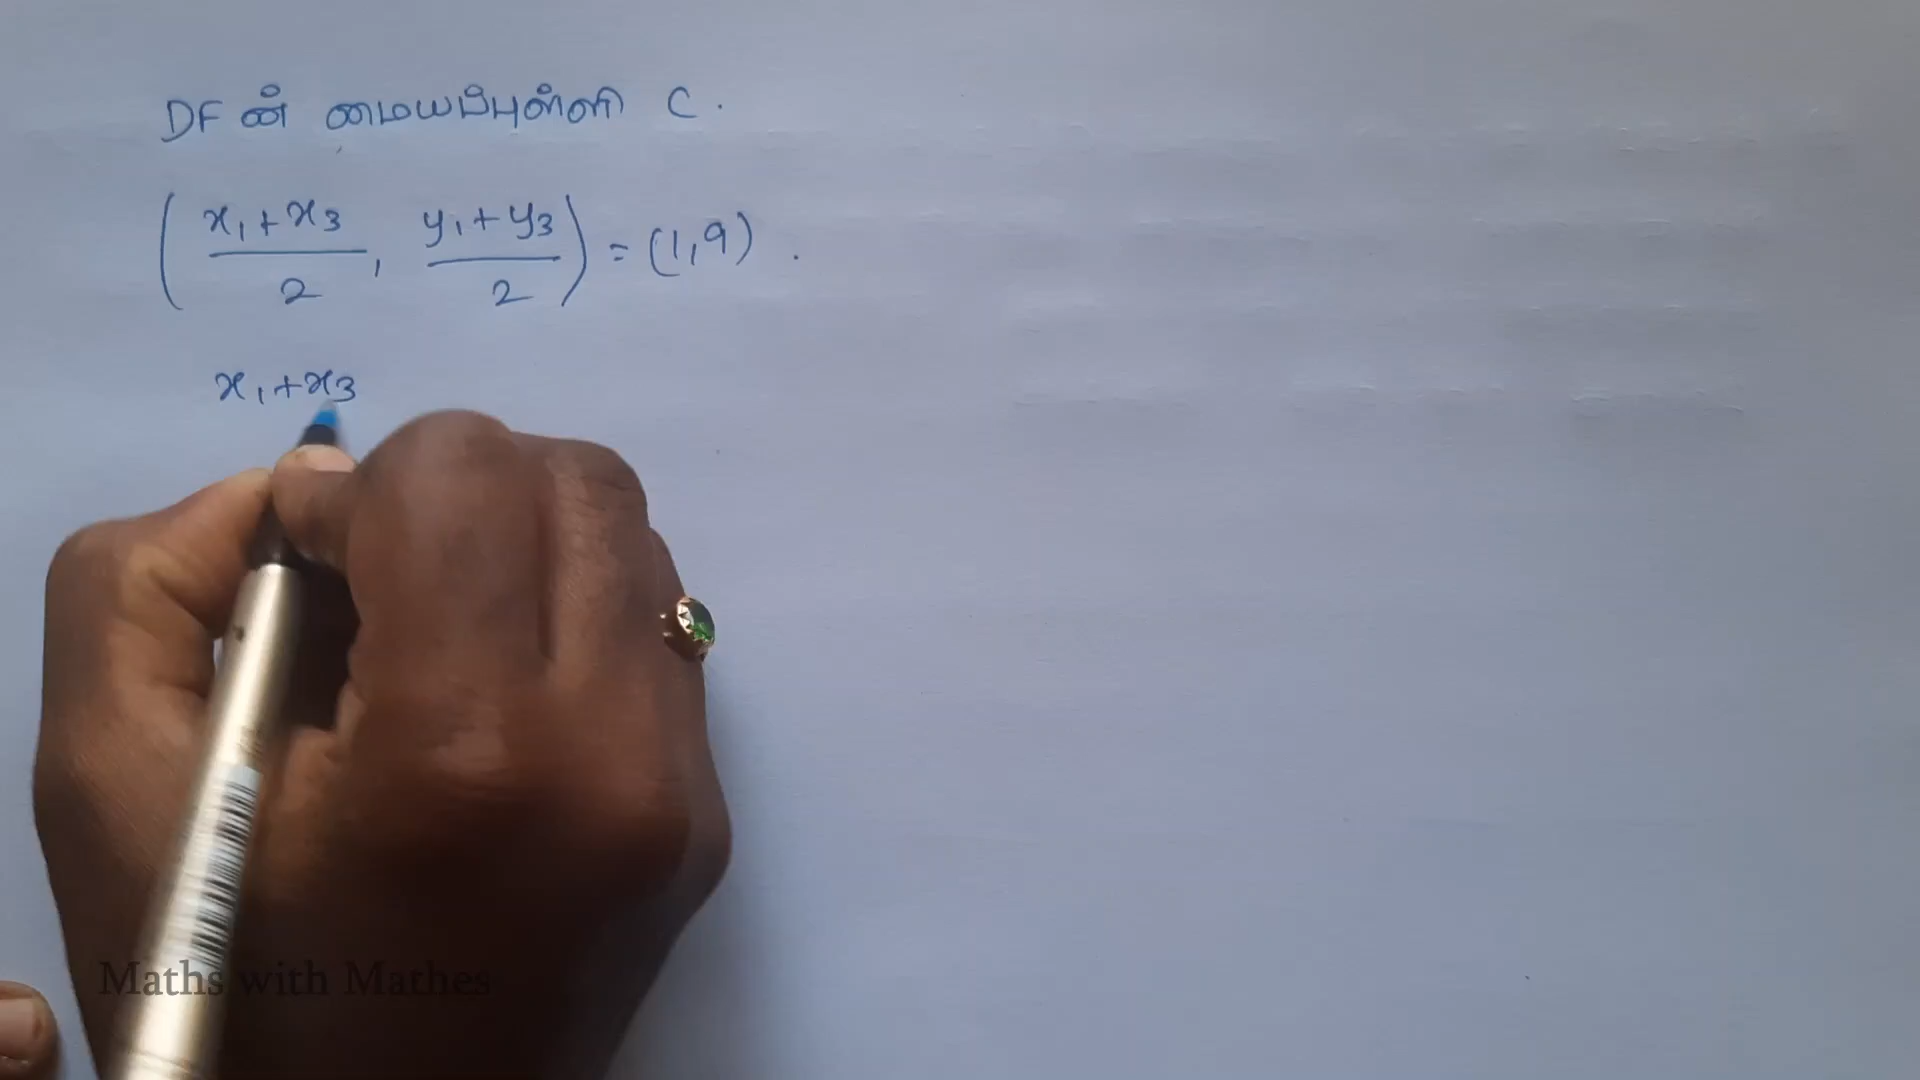 DF ன் மையப்புள்ளி C.
( x₁+x₃ / 2 , y₁+y₃ / 2 ) = (1,9) .
x₁+x₃
Maths with Mathes